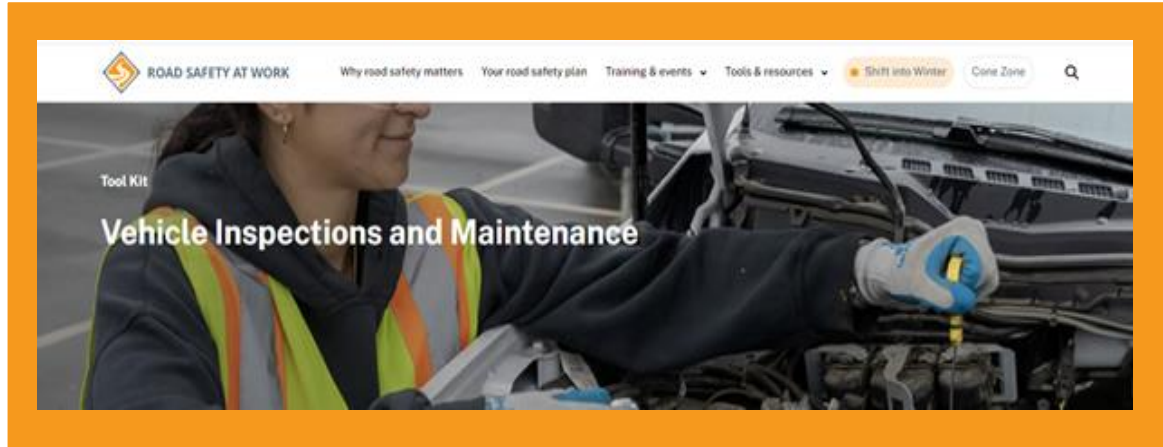 ROAD SAFETY AT WORK Why road safety matters Your road safety plan Training & events Tools & resources Shift into Winter Cone Zone
Tool Kit
Vehicle Inspections and Maintenance